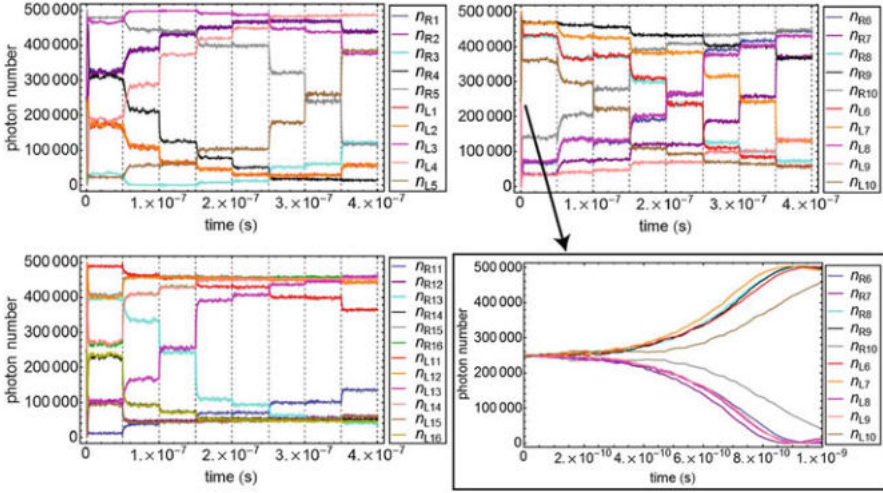 500 000
400 000
300 000
200 000
100 000
0
photon number
0
1.×10⁻⁷
2.×10⁻⁷
3.×10⁻⁷
4.×10⁻⁷
time (s)
nR1
nR2
nR3
nR4
nR5
nL1
nL2
nL3
nL4
nL5
500 000
400 000
300 000
200 000
100 000
0
photon number
0
1.×10⁻⁷
2.×10⁻⁷
3.×10⁻⁷
4.×10⁻⁷
time (s)
nR6
nR7
nR8
nR9
nR10
nL6
nL7
nL8
nL9
nL10
500 000
400 000
300 000
200 000
100 000
0
photon number
0
1.×10⁻⁷
2.×10⁻⁷
3.×10⁻⁷
4.×10⁻⁷
time (s)
nR11
nR12
nR13
nR14
nR15
nR16
nL11
nL12
nL13
nL14
nL15
nL16
500 000
400 000
300 000
200 000
100 000
0
photon number
0
2.×10⁻¹⁰
4.×10⁻¹⁰
6.×10⁻¹⁰
8.×10⁻¹⁰
1.×10⁻⁹
time (s)
nR6
nR7
nR8
nR9
nR10
nL6
nL7
nL8
nL9
nL10